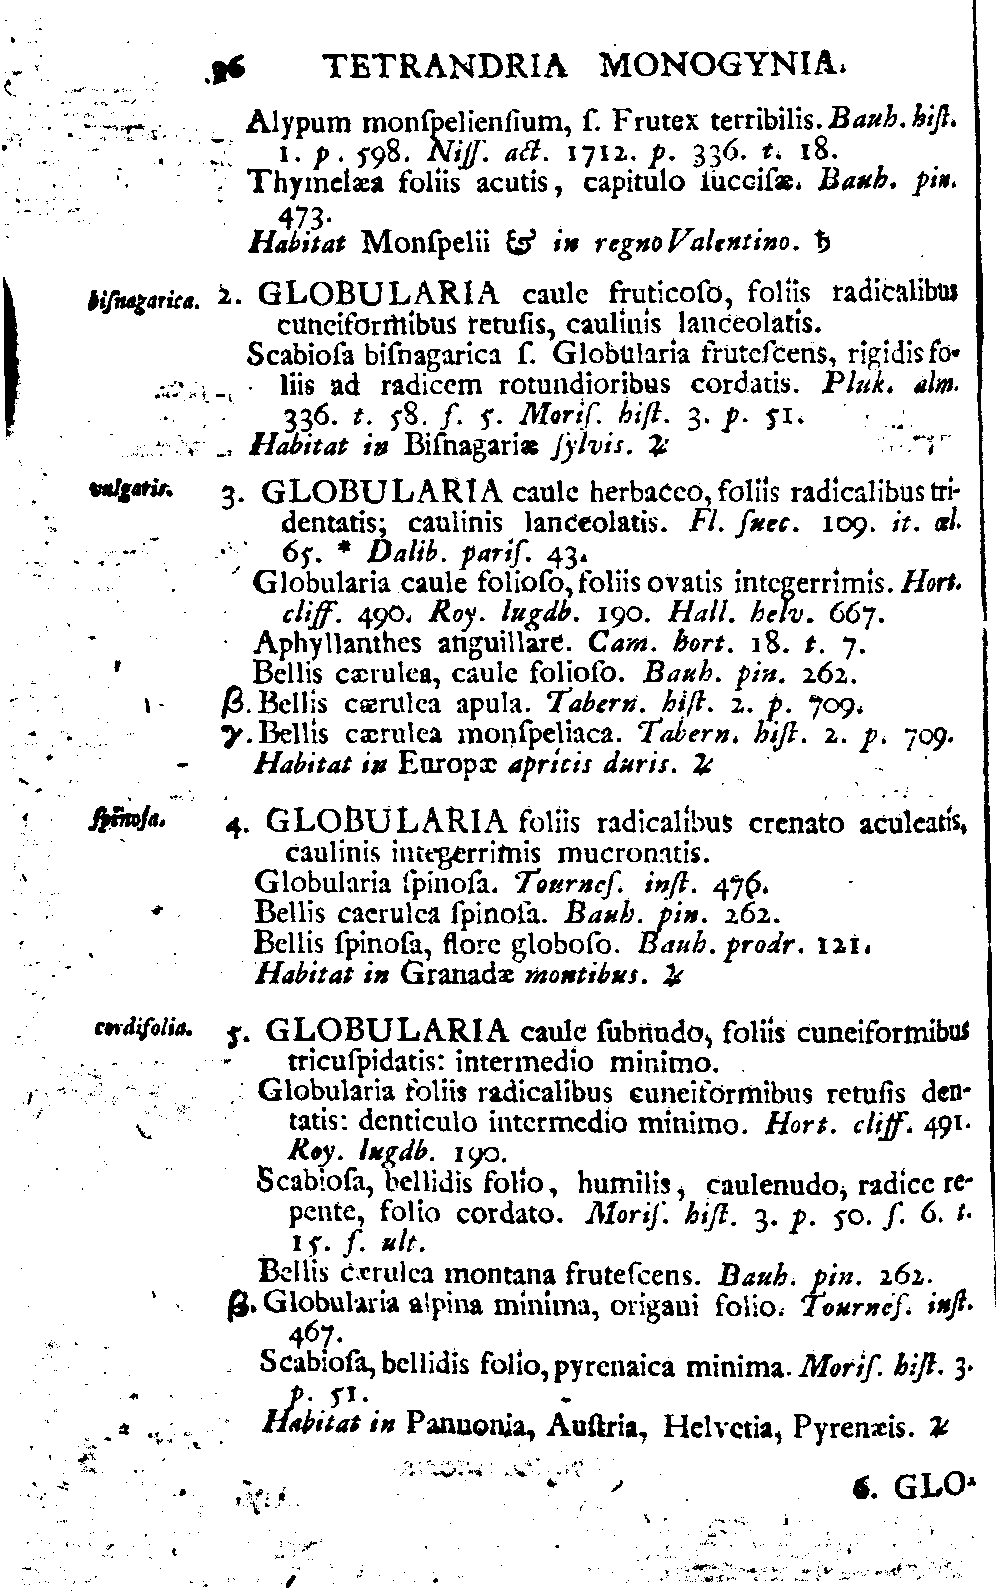 96 TETRANDRIA MONOGYNIA.
Alypum monſpelienſium, ſ. Frutex terribilis. Bauh. hiſt.
1. p. 598. Niſſ. act. 1712. p. 336. t. 18.
Thymelæa foliis acutis, capitulo ſucciſæ. Bauh. pin.
473.
Habitat Monſpelii & in regno Valentino. ♄
biſnagarica. 2. GLOBULARIA caule fruticoſo, foliis radicalibus
cuneiformibus retuſis, caulinis lanceolatis.
Scabioſa biſnagarica ſ. Globularia fruteſcens, rigidis fo-
liis ad radicem rotundioribus cordatis. Pluk. alm.
336. t. 58. f. 5. Moriſ. hiſt. 3. p. 51.
Habitat in Biſnagariæ ſylvis. ♃
vulgaris. 3. GLOBULARIA caule herbaceo, foliis radicalibus tri-
dentatis; caulinis lanceolatis. Fl. ſuec. 109. it. œl.
65. * Dalib. pariſ. 43.
Globularia caule folioſo, foliis ovatis integerrimis. Hort.
cliff. 490. Roy. lugdb. 190. Hall. helv. 667.
Aphyllanthes anguillare. Cam. hort. 18. t. 7.
Bellis cærulea, caule folioſo. Bauh. pin. 262.
β. Bellis cærulea apula. Tabern. hiſt. 2. p. 709.
γ. Bellis cærulea monſpeliaca. Tabern. hiſt. 2. p. 709.
Habitat in Europæ apricis duris. ♃
ſpinoſa. 4. GLOBULARIA foliis radicalibus crenato aculeatis,
caulinis integerrimis mucronatis.
Globularia ſpinoſa. Tourneſ. inſt. 476.
Bellis caerulea ſpinoſa. Bauh. pin. 262.
Bellis ſpinoſa, flore globoſo. Bauh. prodr. 121.
Habitat in Granadæ montibus. ♃
cordifolia. 5. GLOBULARIA caule ſubnudo, foliis cuneiformibus
tricuſpidatis: intermedio minimo.
Globularia foliis radicalibus cuneiformibus retuſis den-
tatis: denticulo intermedio minimo. Hort. cliff. 491.
Roy. lugdb. 190.
Scabioſa, bellidis folio, humilis, caulenudo, radice re-
pente, folio cordato. Moriſ. hiſt. 3. p. 50. ſ. 6. t.
15. f. ult.
Bellis cærulea montana fruteſcens. Bauh. pin. 262.
β. Globularia alpina minima, origani folio. Tourneſ. inſt.
467.
Scabioſa, bellidis folio, pyrenaica minima. Moriſ. hiſt. 3.
p. 51.
Habitat in Pannonia, Auſtria, Helvetia, Pyrenæis. ♃
6. GLO-